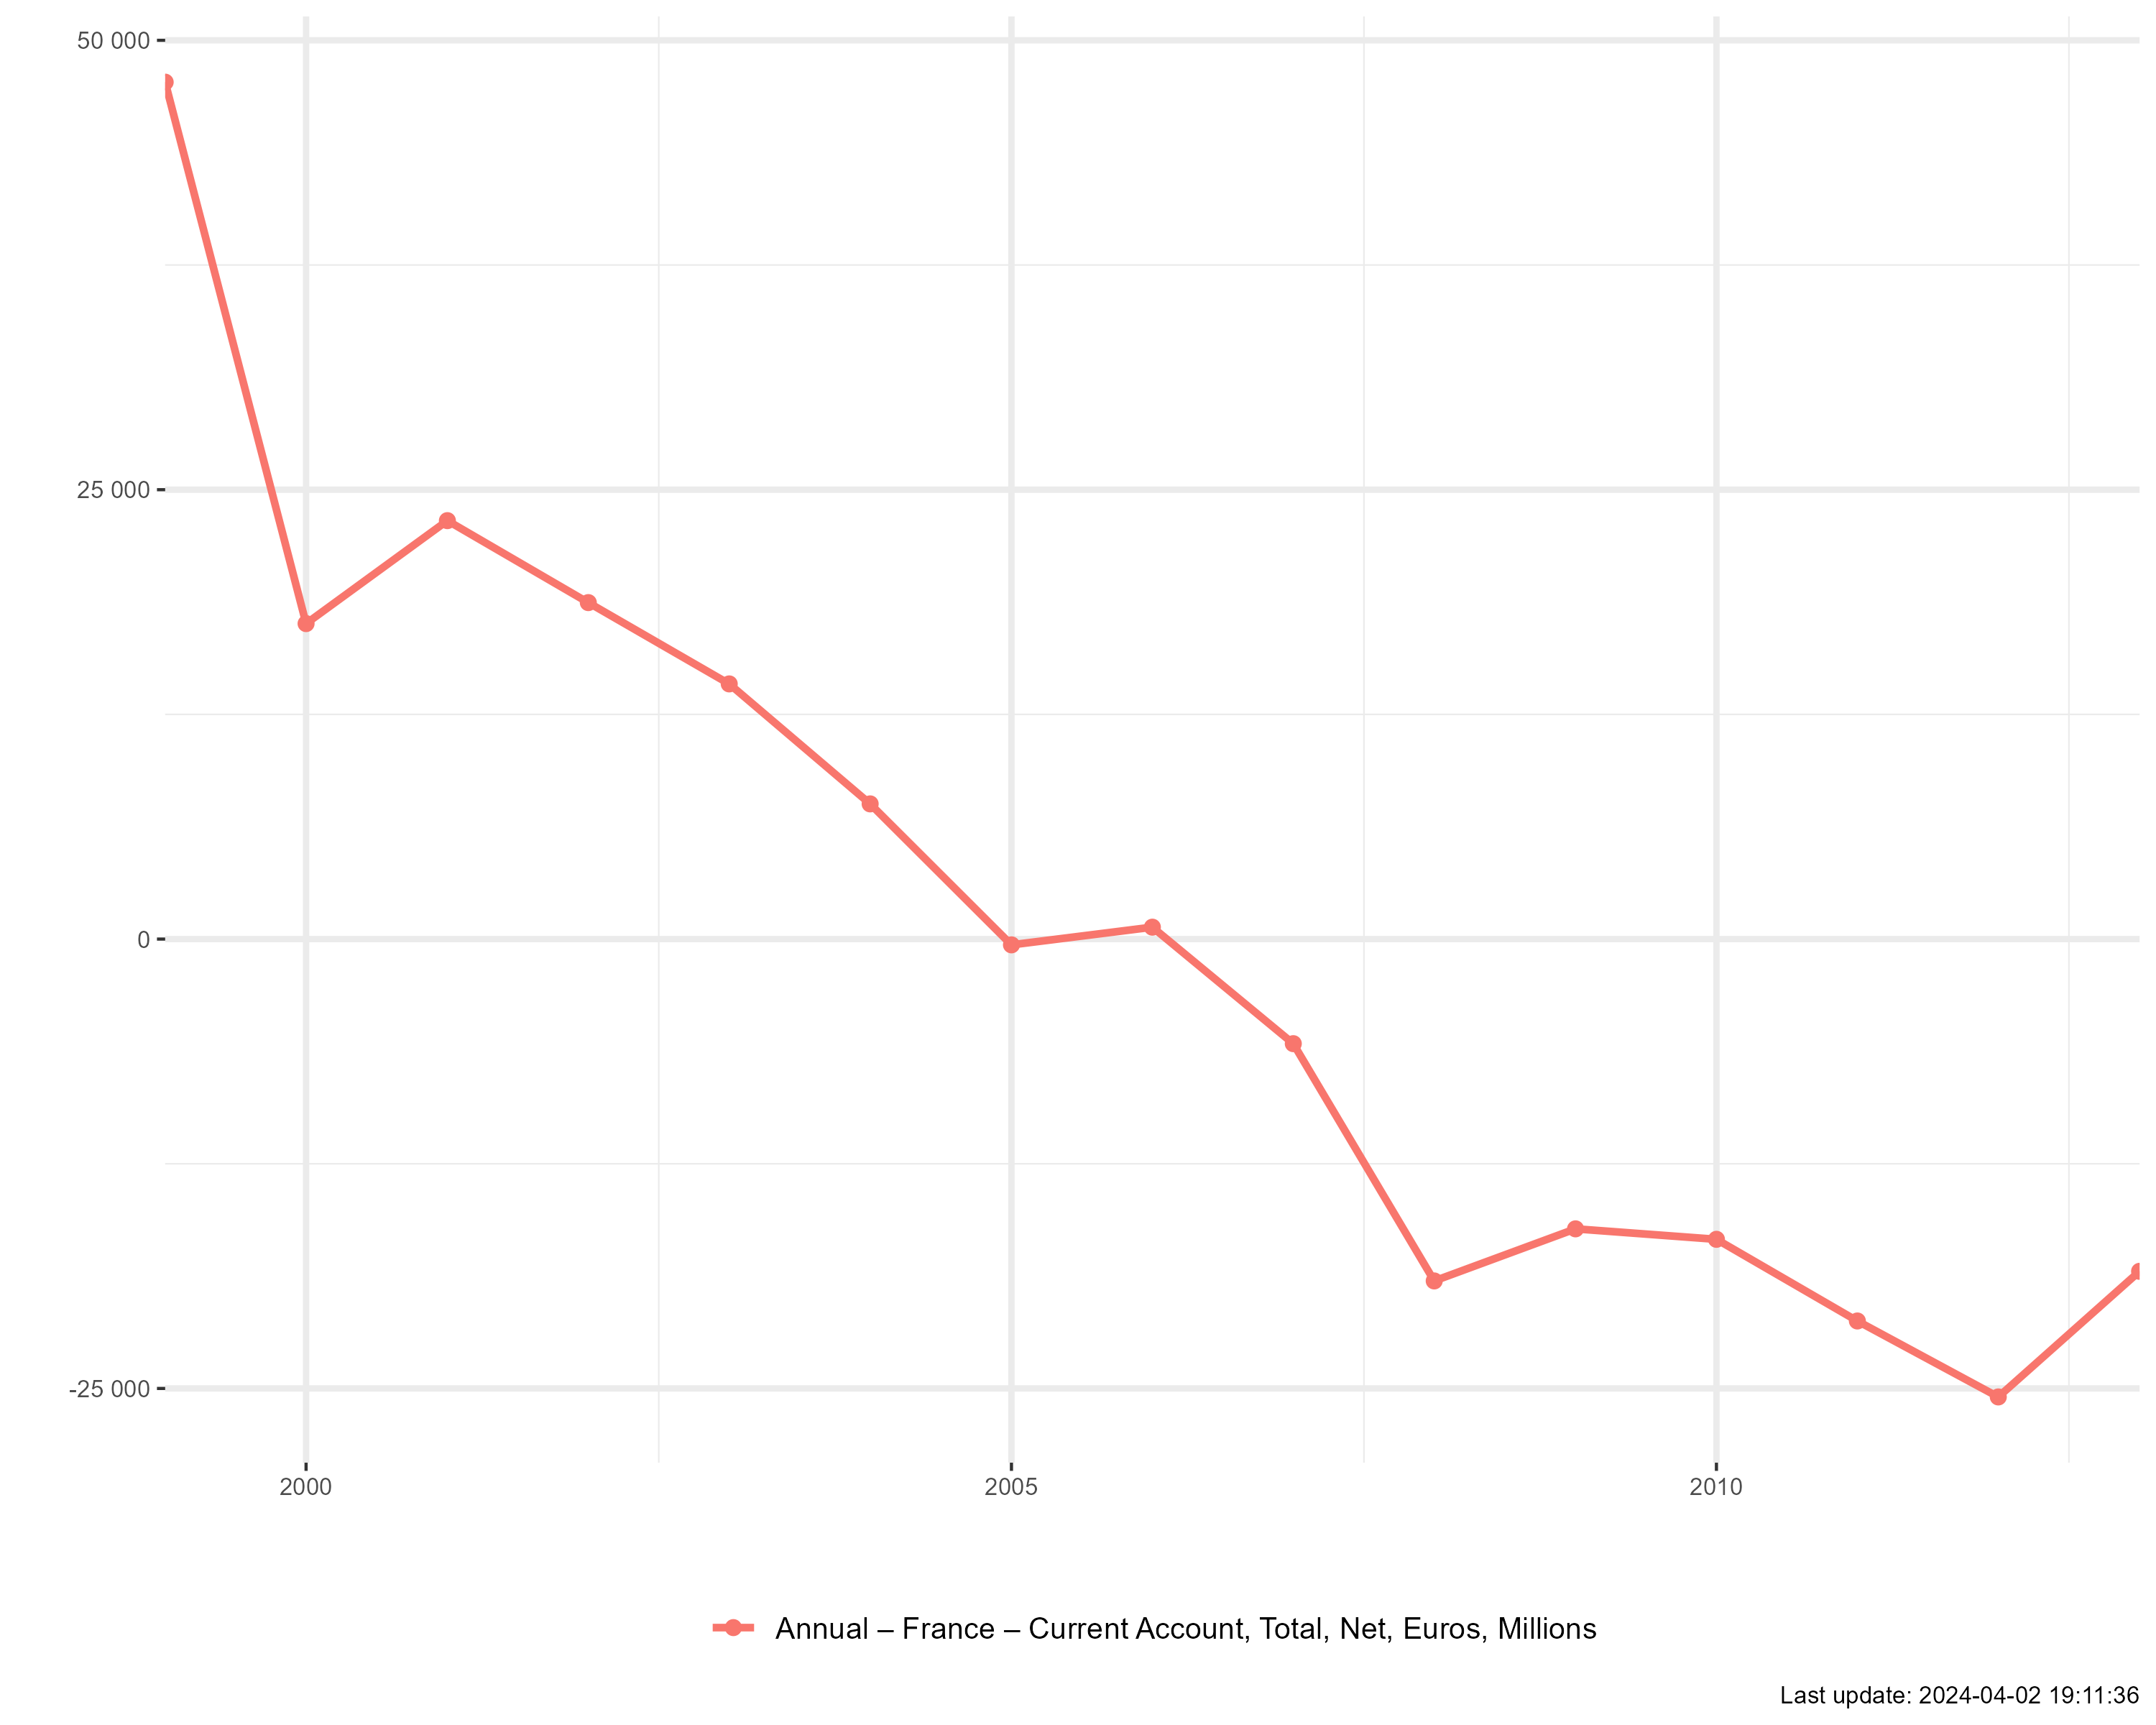 50 000
25 000
0
-25 000
2000 2005 2010
Annual – France – Current Account, Total, Net, Euros, Millions
Last update: 2024-04-02 19:11:36